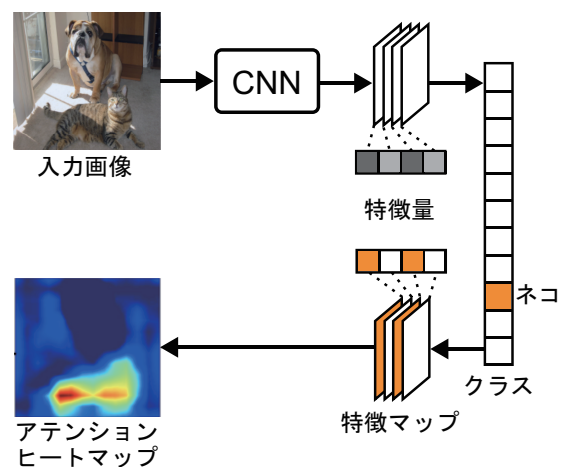 CNN
入力画像
特徴量
ネコ
クラス
特徴マップ
アテンション
ヒートマップ